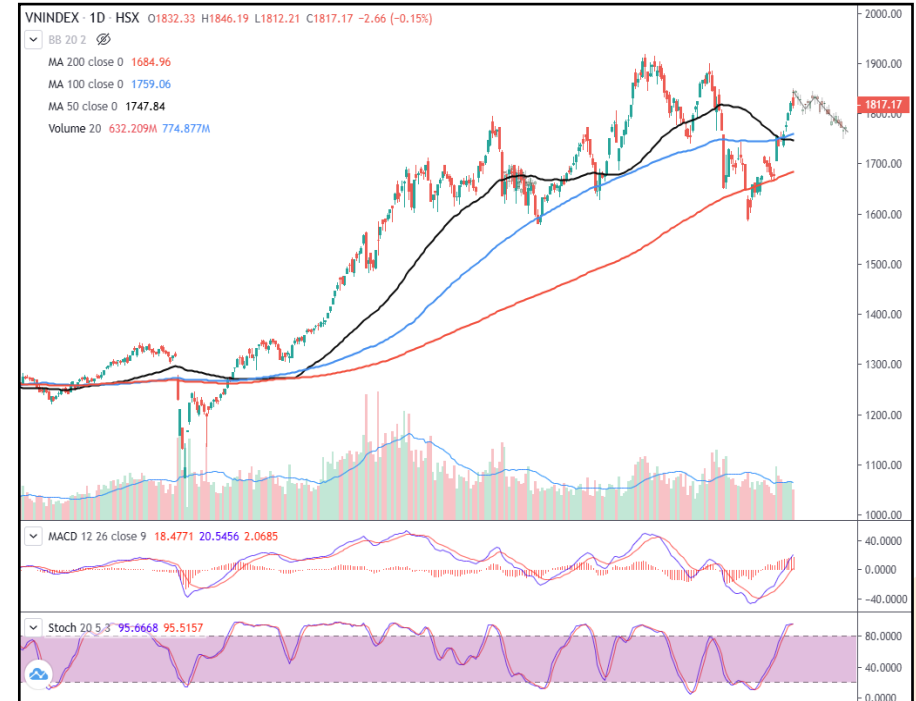 VNINDEX · 1D · HSX O1832.33 H1846.19 L1812.21 C1817.17 −2.66 (−0.15%)
BB 20 2
MA 200 close 0 1684.96
MA 100 close 0 1759.06
MA 50 close 0 1747.84
Volume 20 632.209M 774.877M
2000.00
1900.00
1817.17
1800.00
1700.00
1600.00
1500.00
1400.00
1300.00
1200.00
1100.00
1000.00
MACD 12 26 close 9 18.4771 20.5456 2.0685
40.0000
0.0000
−40.0000
Stoch 20 5 3 95.6668 95.5157
80.0000
40.0000
0.0000